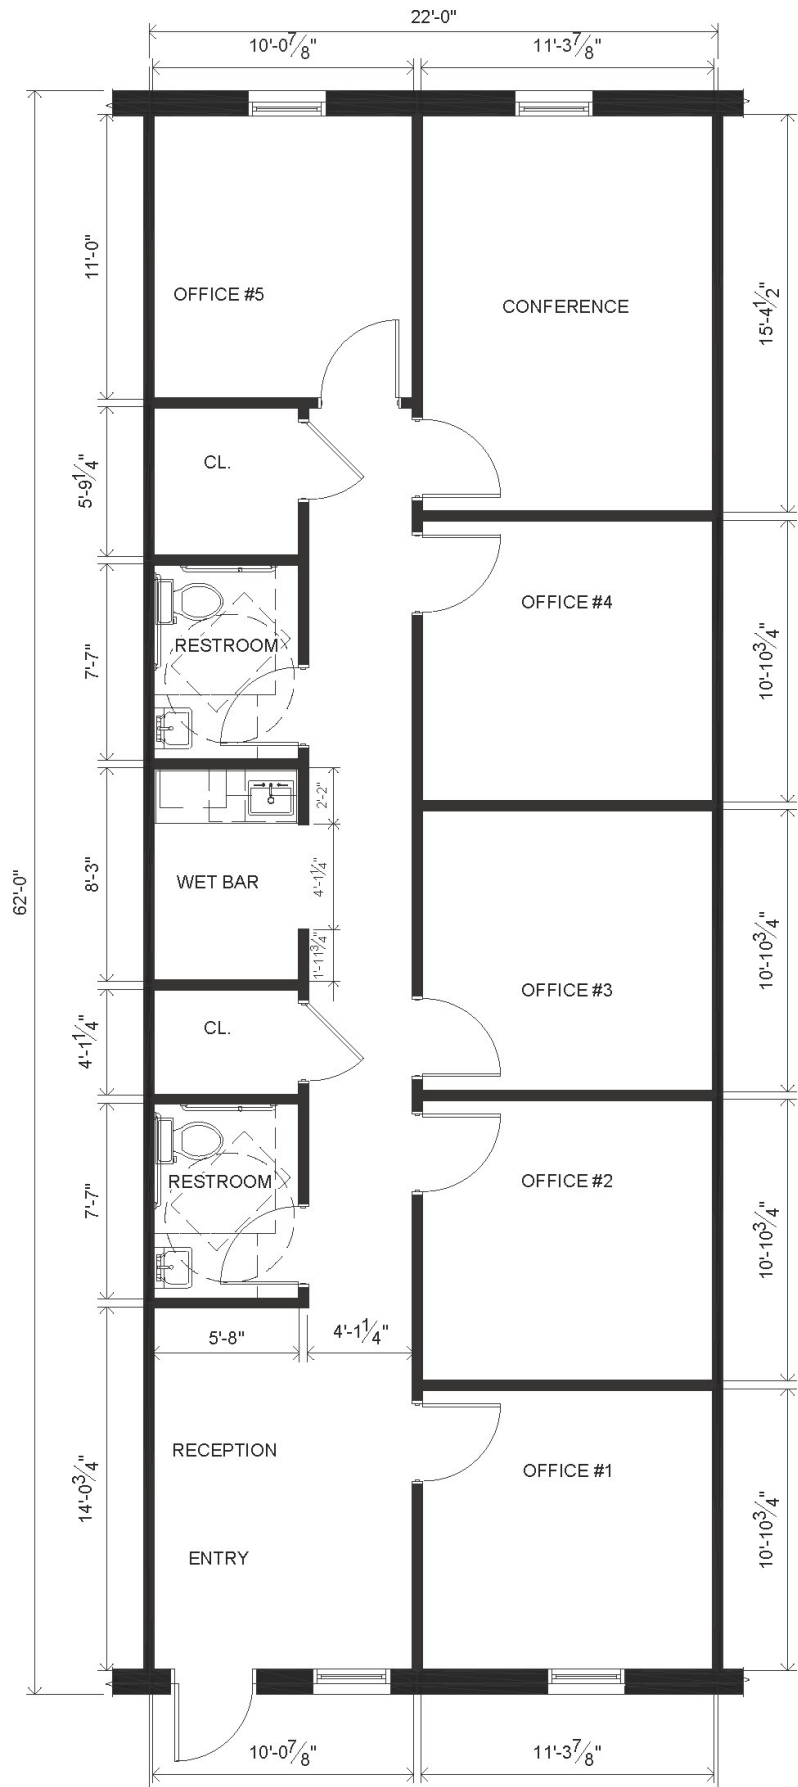 22'-0"
10'-0 7/8"
11'-3 7/8"
11'-0"
OFFICE #5
CONFERENCE
15'-4 1/2"
CL.
5'-9 1/4"
OFFICE #4
RESTROOM
7'-7"
10'-10 3/4"
2'-2"
62'-0"
8'-3"
WET BAR
4'-1 1/4"
1'-11 3/4"
10'-10 3/4"
OFFICE #3
CL.
4'-1 1/4"
RESTROOM
OFFICE #2
7'-7"
10'-10 3/4"
5'-8"
4'-1 1/4"
RECEPTION
OFFICE #1
14'-0 3/4"
10'-10 3/4"
ENTRY
10'-0 7/8"
11'-3 7/8"